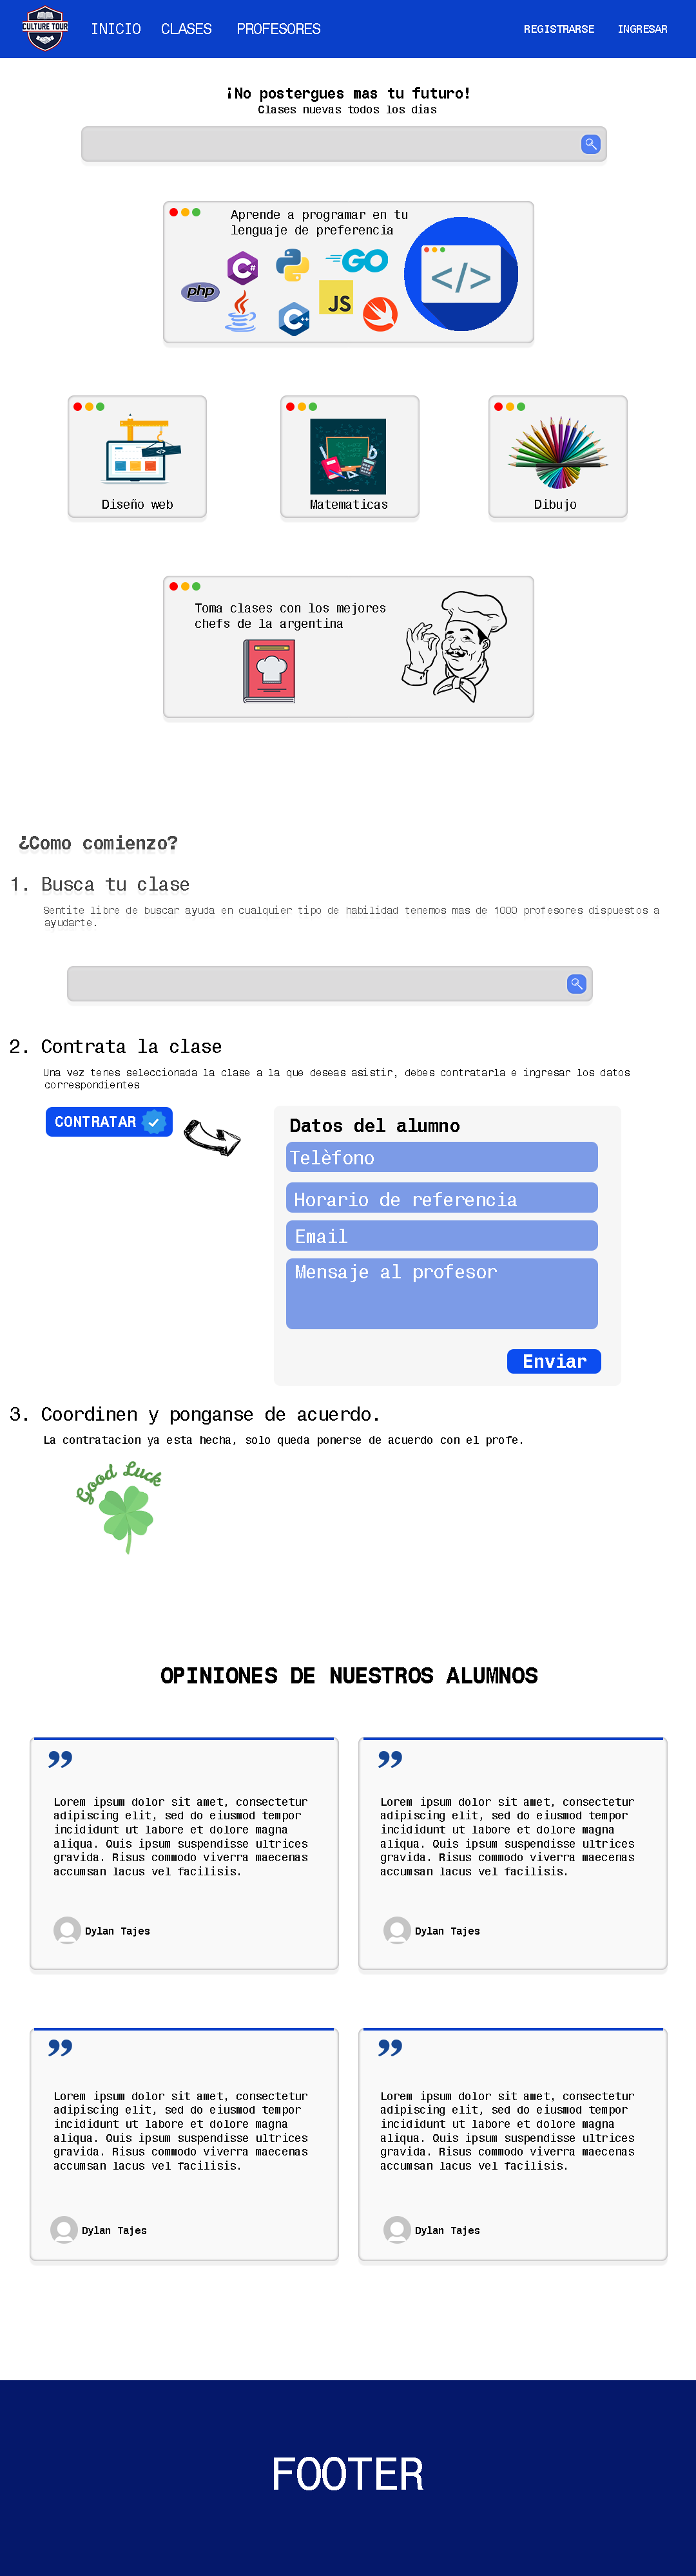 CULTURE TOUR
INICIO
CLASES
PROFESORES
REGISTRARSE
INGRESAR
¡No postergues mas tu futuro!
Clases nuevas todos los dias
Aprende a programar en tu
lenguaje de preferencia
C#
GO
php
JS
C++
</>
Diseño web
Matematicas
Dibujo
Toma clases con los mejores
chefs de la argentina
¿Como comienzo?
1. Busca tu clase
Sentite libre de buscar ayuda en cualquier tipo de habilidad tenemos mas de 1000 profesores dispuestos a
ayudarte.
2. Contrata la clase
Una vez tenes seleccionada la clase a la que deseas asistir, debes contratarla e ingresar los datos
correspondientes
CONTRATAR
Datos del alumno
Telèfono
Horario de referencia
Email
Mensaje al profesor
Enviar
3. Coordinen y ponganse de acuerdo.
La contratacion ya esta hecha, solo queda ponerse de acuerdo con el profe.
Good Luck
OPINIONES DE NUESTROS ALUMNOS
”
Lorem ipsum dolor sit amet, consectetur
adipiscing elit, sed do eiusmod tempor
incididunt ut labore et dolore magna
aliqua. Quis ipsum suspendisse ultrices
gravida. Risus commodo viverra maecenas
accumsan lacus vel facilisis.
Dylan Tajes
”
Lorem ipsum dolor sit amet, consectetur
adipiscing elit, sed do eiusmod tempor
incididunt ut labore et dolore magna
aliqua. Quis ipsum suspendisse ultrices
gravida. Risus commodo viverra maecenas
accumsan lacus vel facilisis.
Dylan Tajes
”
Lorem ipsum dolor sit amet, consectetur
adipiscing elit, sed do eiusmod tempor
incididunt ut labore et dolore magna
aliqua. Quis ipsum suspendisse ultrices
gravida. Risus commodo viverra maecenas
accumsan lacus vel facilisis.
Dylan Tajes
”
Lorem ipsum dolor sit amet, consectetur
adipiscing elit, sed do eiusmod tempor
incididunt ut labore et dolore magna
aliqua. Quis ipsum suspendisse ultrices
gravida. Risus commodo viverra maecenas
accumsan lacus vel facilisis.
Dylan Tajes
FOOTER